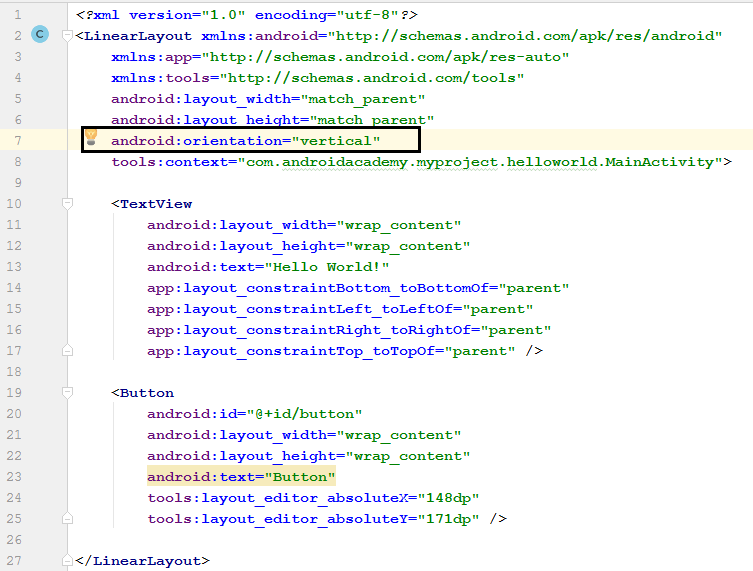 1 <?xml version="1.0" encoding="utf-8"?>
2 C <LinearLayout xmlns:android="http://schemas.android.com/apk/res/android"
3 xmlns:app="http://schemas.android.com/apk/res-auto"
4 xmlns:tools="http://schemas.android.com/tools"
5 android:layout_width="match_parent"
6 android:layout_height="match_parent"
7 android:orientation="vertical"
8 tools:context="com.androidacademy.myproject.helloworld.MainActivity">
9
10 <TextView
11 android:layout_width="wrap_content"
12 android:layout_height="wrap_content"
13 android:text="Hello World!"
14 app:layout_constraintBottom_toBottomOf="parent"
15 app:layout_constraintLeft_toLeftOf="parent"
16 app:layout_constraintRight_toRightOf="parent"
17 app:layout_constraintTop_toTopOf="parent" />
18
19 <Button
20 android:id="@+id/button"
21 android:layout_width="wrap_content"
22 android:layout_height="wrap_content"
23 android:text="Button"
24 tools:layout_editor_absoluteX="148dp"
25 tools:layout_editor_absoluteY="171dp" />
26
27 </LinearLayout>